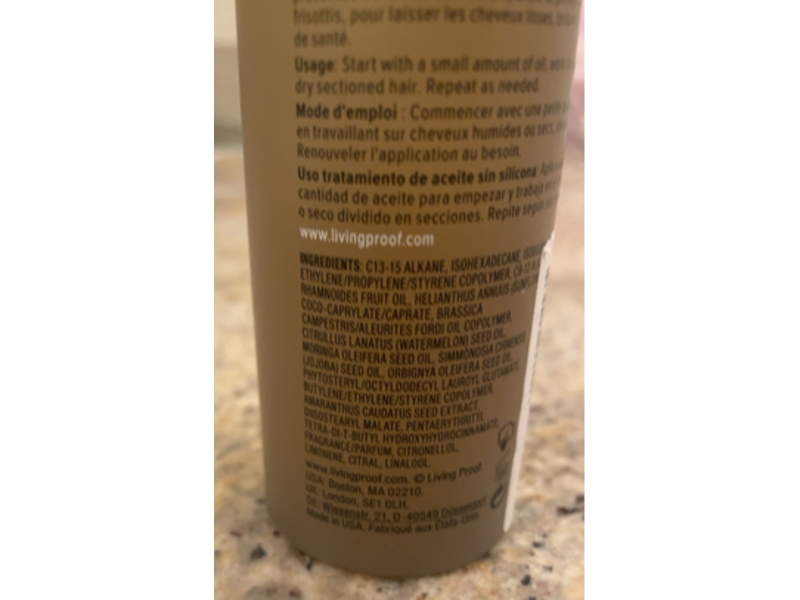 frisottis, pour laisser les cheveux lisses,
de santé.
Usage: Start with a small amount of oil,
dry sectioned hair. Repeat as needed.
Mode d'emploi : Commencer avec une petite
en travaillant sur cheveux humides ou secs,
Renouveler l'application au besoin.
Uso tratamiento de aceite sin silicona:
cantidad de aceite para empezar y trabaja
o seco dividido en secciones. Repite según
www.livingproof.com
INGREDIENTS: C13-15 ALKANE, ISOHEXADECANE,
ETHYLENE/PROPYLENE/STYRENE COPOLYMER,
RHAMNOIDES FRUIT OIL, HELIANTHUS ANNUUS
COCO-CAPRYLATE/CAPRATE, BRASSICA
CAMPESTRIS/ALEURITES FORDI OIL COPOLYMER,
CITRULLUS LANATUS (WATERMELON) SEED OIL,
MORINGA OLEIFERA SEED OIL, SIMMONDSIA CHINENSIS
(JOJOBA) SEED OIL, ORBIGNYA OLEIFERA SEED OIL,
PHYTOSTERYL/OCTYLDODECYL LAUROYL GLUTAMATE,
BUTYLENE/ETHYLENE/STYRENE COPOLYMER,
AMARANTHUS CAUDATUS SEED EXTRACT,
DIISOSTEARYL MALATE, PENTAERYTHRITYL
TETRA-DI-T-BUTYL HYDROXYHYDROCINNAMATE,
FRAGRANCE/PARFUM, CITRONELLOL,
LIMONENE, CITRAL, LINALOOL.
www.livingproof.com. © Living Proof.
USA: Boston, MA 02210.
UK: London, SE1 0LH.
DE: Wiesenstr. 21, D-40549 Düsseldorf
Made in USA. Fabriqué aux États-Unis.